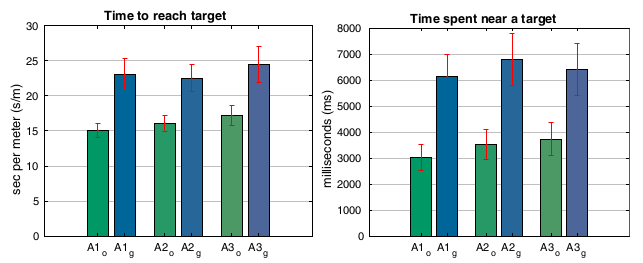 Time to reach target
sec per meter (s/m)
30
25
20
15
10
5
0
A1o A1g A2o A2g A3o A3g
Time spent near a target
milliseconds (ms)
8000
7000
6000
5000
4000
3000
2000
1000
0
A1o A1g A2o A2g A3o A3g